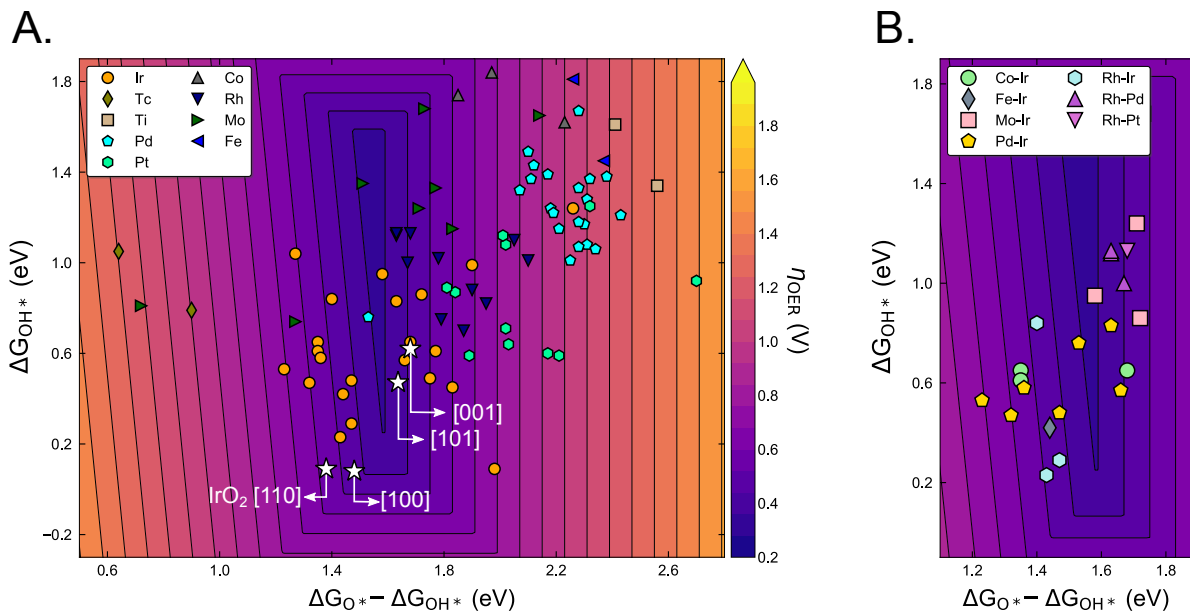 A.
B.
Ir
Tc
Ti
Pd
Pt
Co
Rh
Mo
Fe
1.8
1.4
1.0
0.6
0.2
−0.2
ΔG_OH* (eV)
0.6 1.0 1.4 1.8 2.2 2.6
ΔG_O* − ΔG_OH* (eV)
[001]
[101]
IrO₂ [110]
[100]
1.8
1.6
1.4
1.2
1.0
0.8
0.6
0.4
0.2
η_OER (V)
Co-Ir
Fe-Ir
Mo-Ir
Pd-Ir
Rh-Ir
Rh-Pd
Rh-Pt
1.8
1.4
1.0
0.6
0.2
ΔG_OH* (eV)
1.2 1.4 1.6 1.8
ΔG_O* − ΔG_OH* (eV)